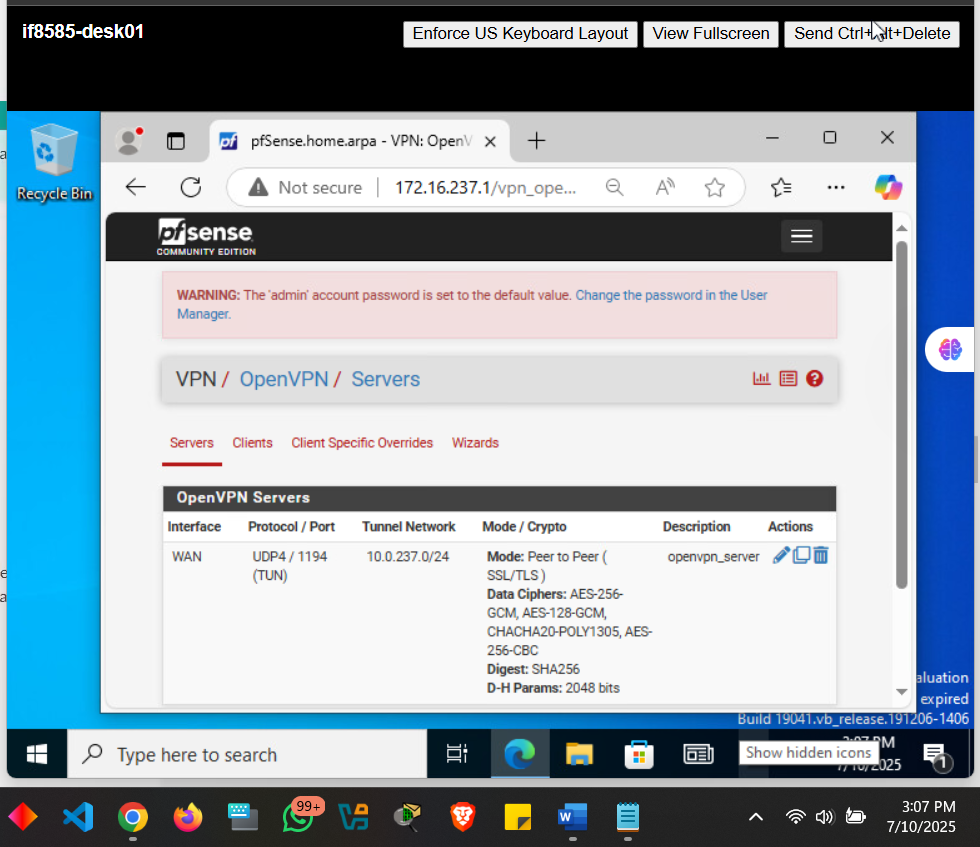 if8585-desk01
Enforce US Keyboard Layout
View Fullscreen
Send Ctrl+Alt+Delete
Recycle Bin
pfSense.home.arpa - VPN: OpenV
Not secure
172.16.237.1/vpn_ope...
pfsense
COMMUNITY EDITION
WARNING: The 'admin' account password is set to the default value. Change the password in the User
Manager.
VPN / OpenVPN / Servers
Servers Clients Client Specific Overrides Wizards
OpenVPN Servers
Interface Protocol / Port Tunnel Network Mode / Crypto Description Actions
WAN UDP4 / 1194 10.0.237.0/24 Mode: Peer to Peer ( openvpn_server
(TUN) SSL/TLS )
Data Ciphers: AES-256-
GCM, AES-128-GCM,
CHACHA20-POLY1305, AES-
256-CBC
Digest: SHA256
D-H Params: 2048 bits
aluation
expired
Build 19041.vb_release.191206-1406
Type here to search
Show hidden icons
3:07 PM
7/10/2025
1
99+
3:07 PM
7/10/2025